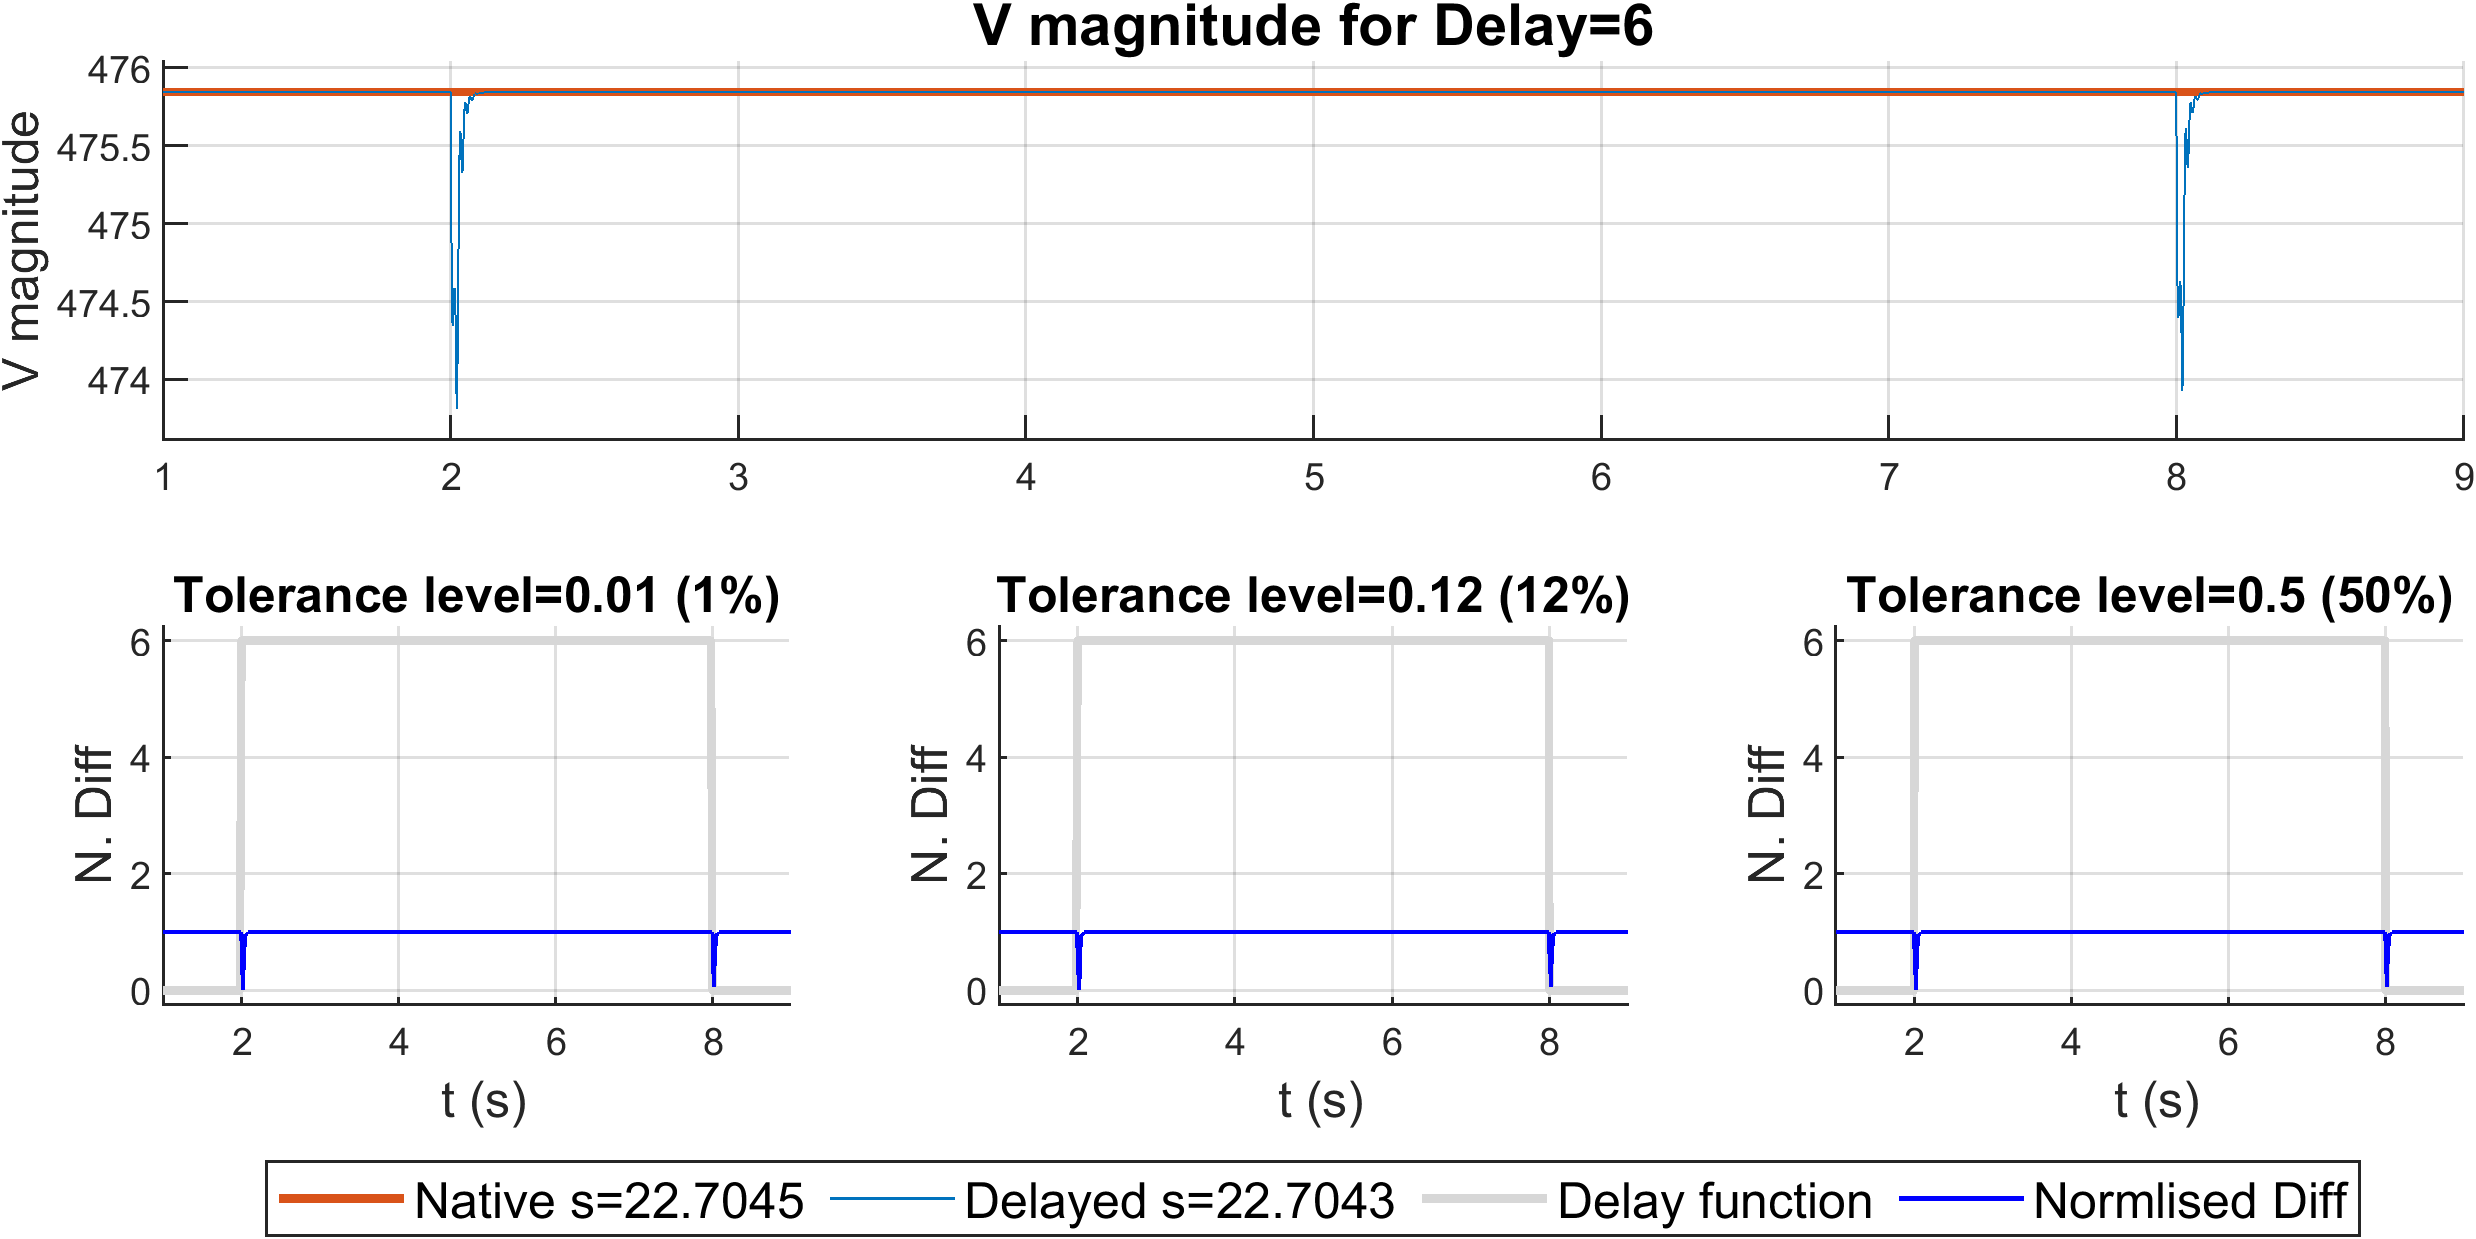 V magnitude for Delay=6
V magnitude
476
475.5
475
474.5
474
1 2 3 4 5 6 7 8 9
Tolerance level=0.01 (1%)
N. Diff
6
4
2
0
2 4 6 8
t (s)
Tolerance level=0.12 (12%)
N. Diff
6
4
2
0
2 4 6 8
t (s)
Tolerance level=0.5 (50%)
N. Diff
6
4
2
0
2 4 6 8
t (s)
Native s=22.7045 Delayed s=22.7043 Delay function Normlised Diff